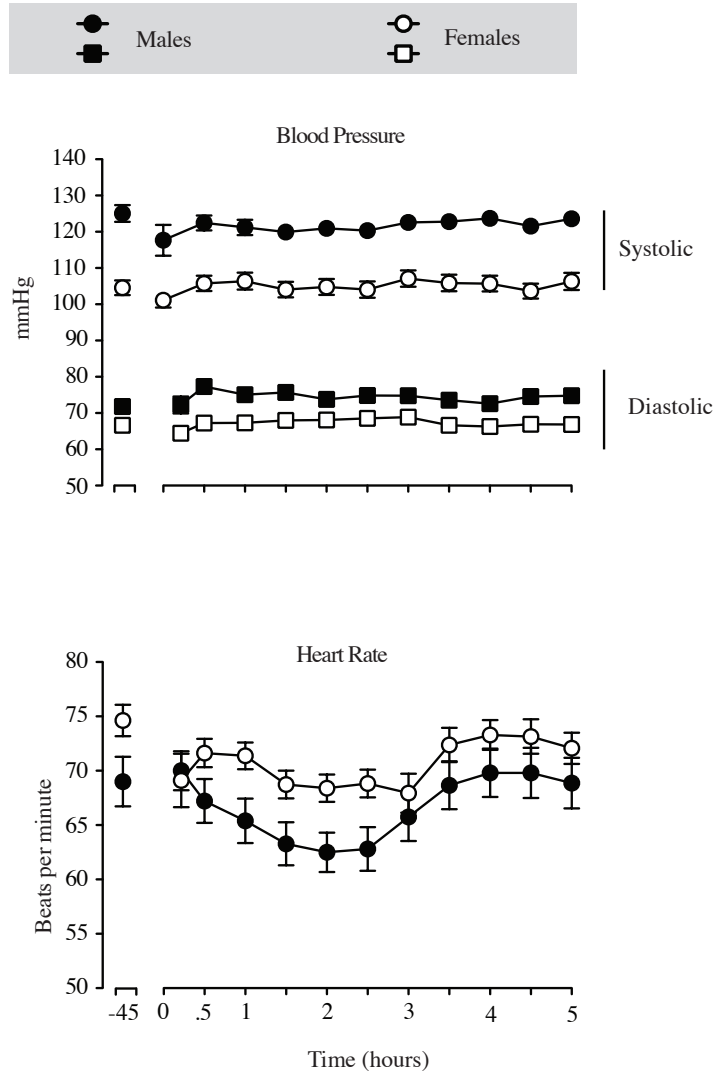 Males
Females
Blood Pressure
140
130
120
110
100
90
80
70
60
50
mmHg
Systolic
Diastolic
Heart Rate
80
75
70
65
60
55
50
Beats per minute
-45 0 .5 1 2 3 4 5
Time (hours)